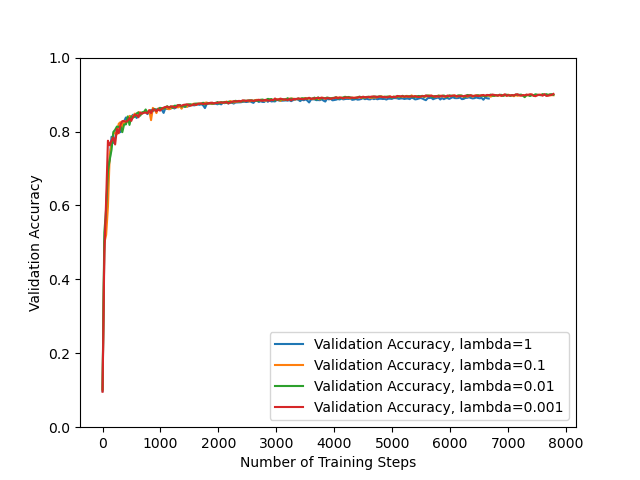 1.0
0.8
0.6
0.4
0.2
0.0
Validation Accuracy
Validation Accuracy, lambda=1
Validation Accuracy, lambda=0.1
Validation Accuracy, lambda=0.01
Validation Accuracy, lambda=0.001
0 1000 2000 3000 4000 5000 6000 7000 8000
Number of Training Steps